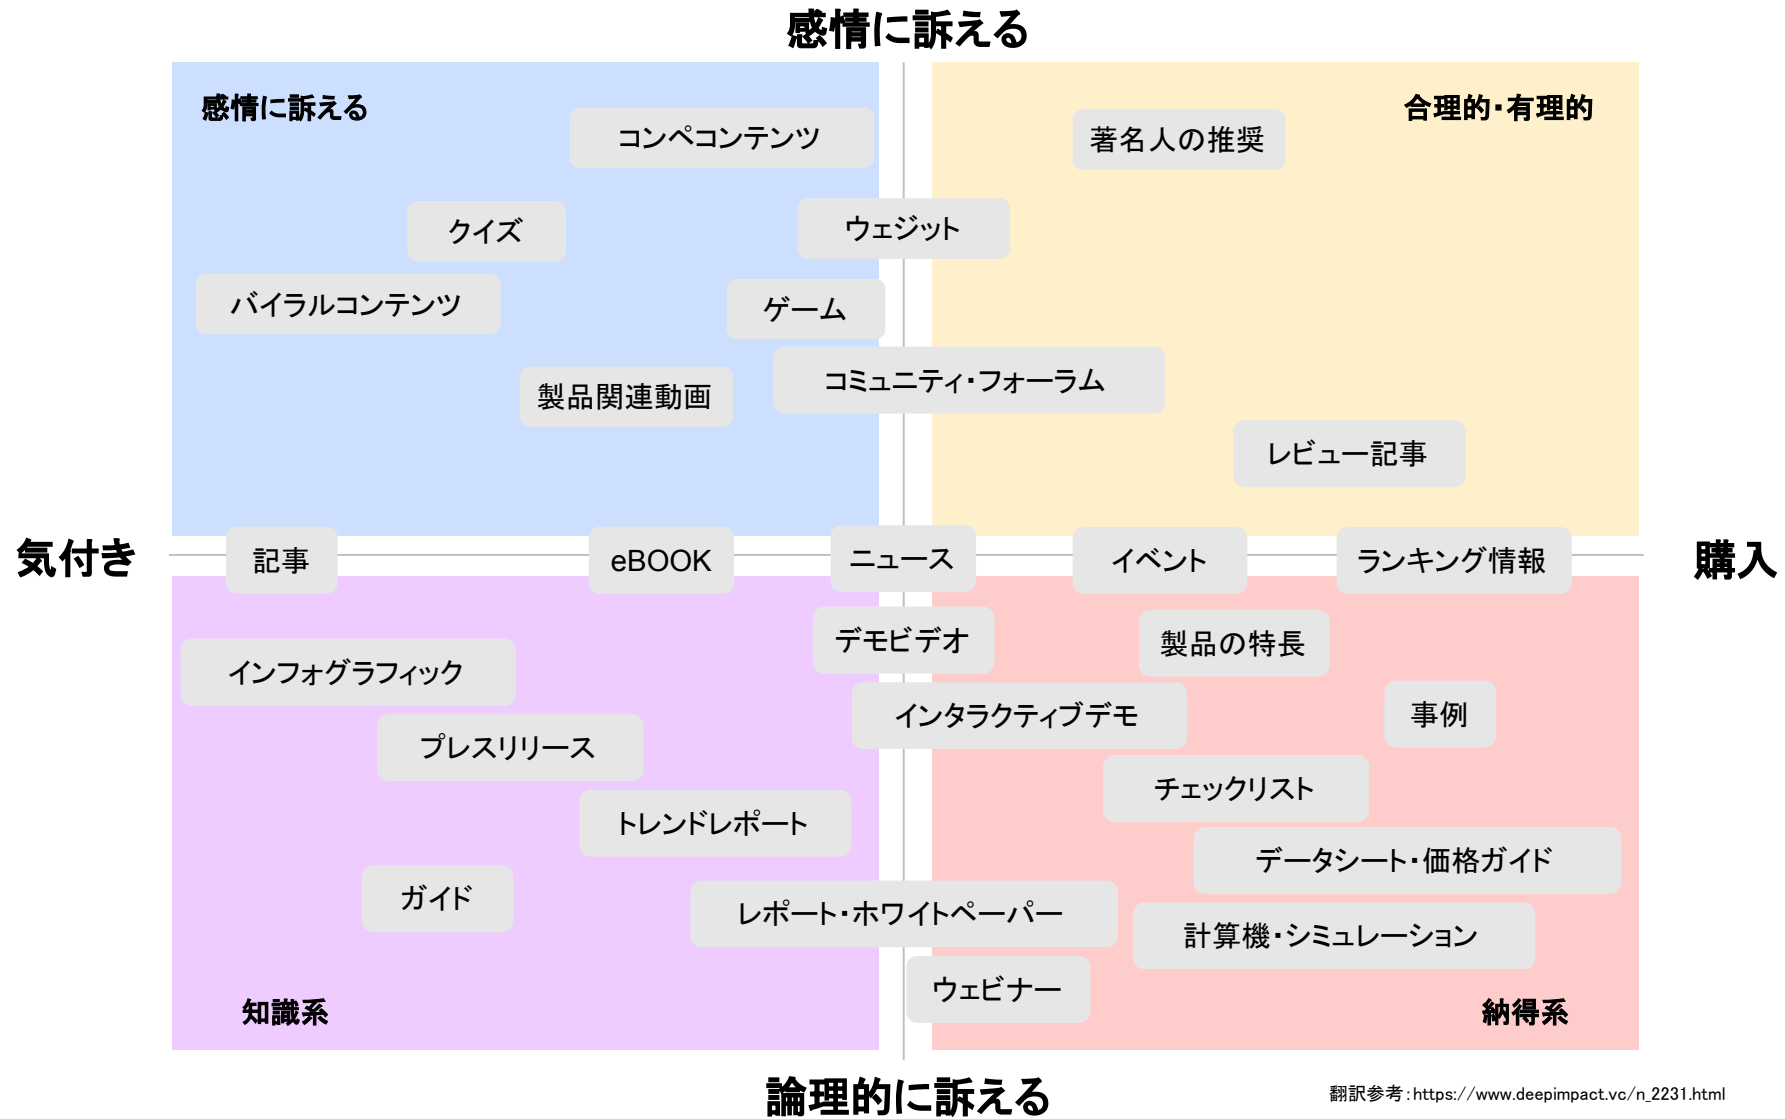 感情に訴える
感情に訴える
合理的・有理的
コンペコンテンツ
著名人の推奨
クイズ
ウェジット
バイラルコンテンツ
ゲーム
製品関連動画
コミュニティ・フォーラム
レビュー記事
気付き
記事
eBOOK
ニュース
イベント
ランキング情報
購入
デモビデオ
製品の特長
インフォグラフィック
インタラクティブデモ
事例
プレスリリース
チェックリスト
トレンドレポート
データシート・価格ガイド
ガイド
レポート・ホワイトペーパー
計算機・シミュレーション
ウェビナー
知識系
納得系
論理的に訴える
翻訳参考：https://www.deepimpact.vc/n_2231.html